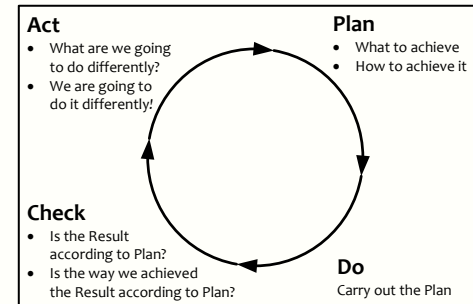 Act
• What are we going
to do differently?
• We are going to
do it differently!
Plan
• What to achieve
• How to achieve it
Check
• Is the Result
according to Plan?
• Is the way we achieved
the Result according to Plan?
Do
Carry out the Plan